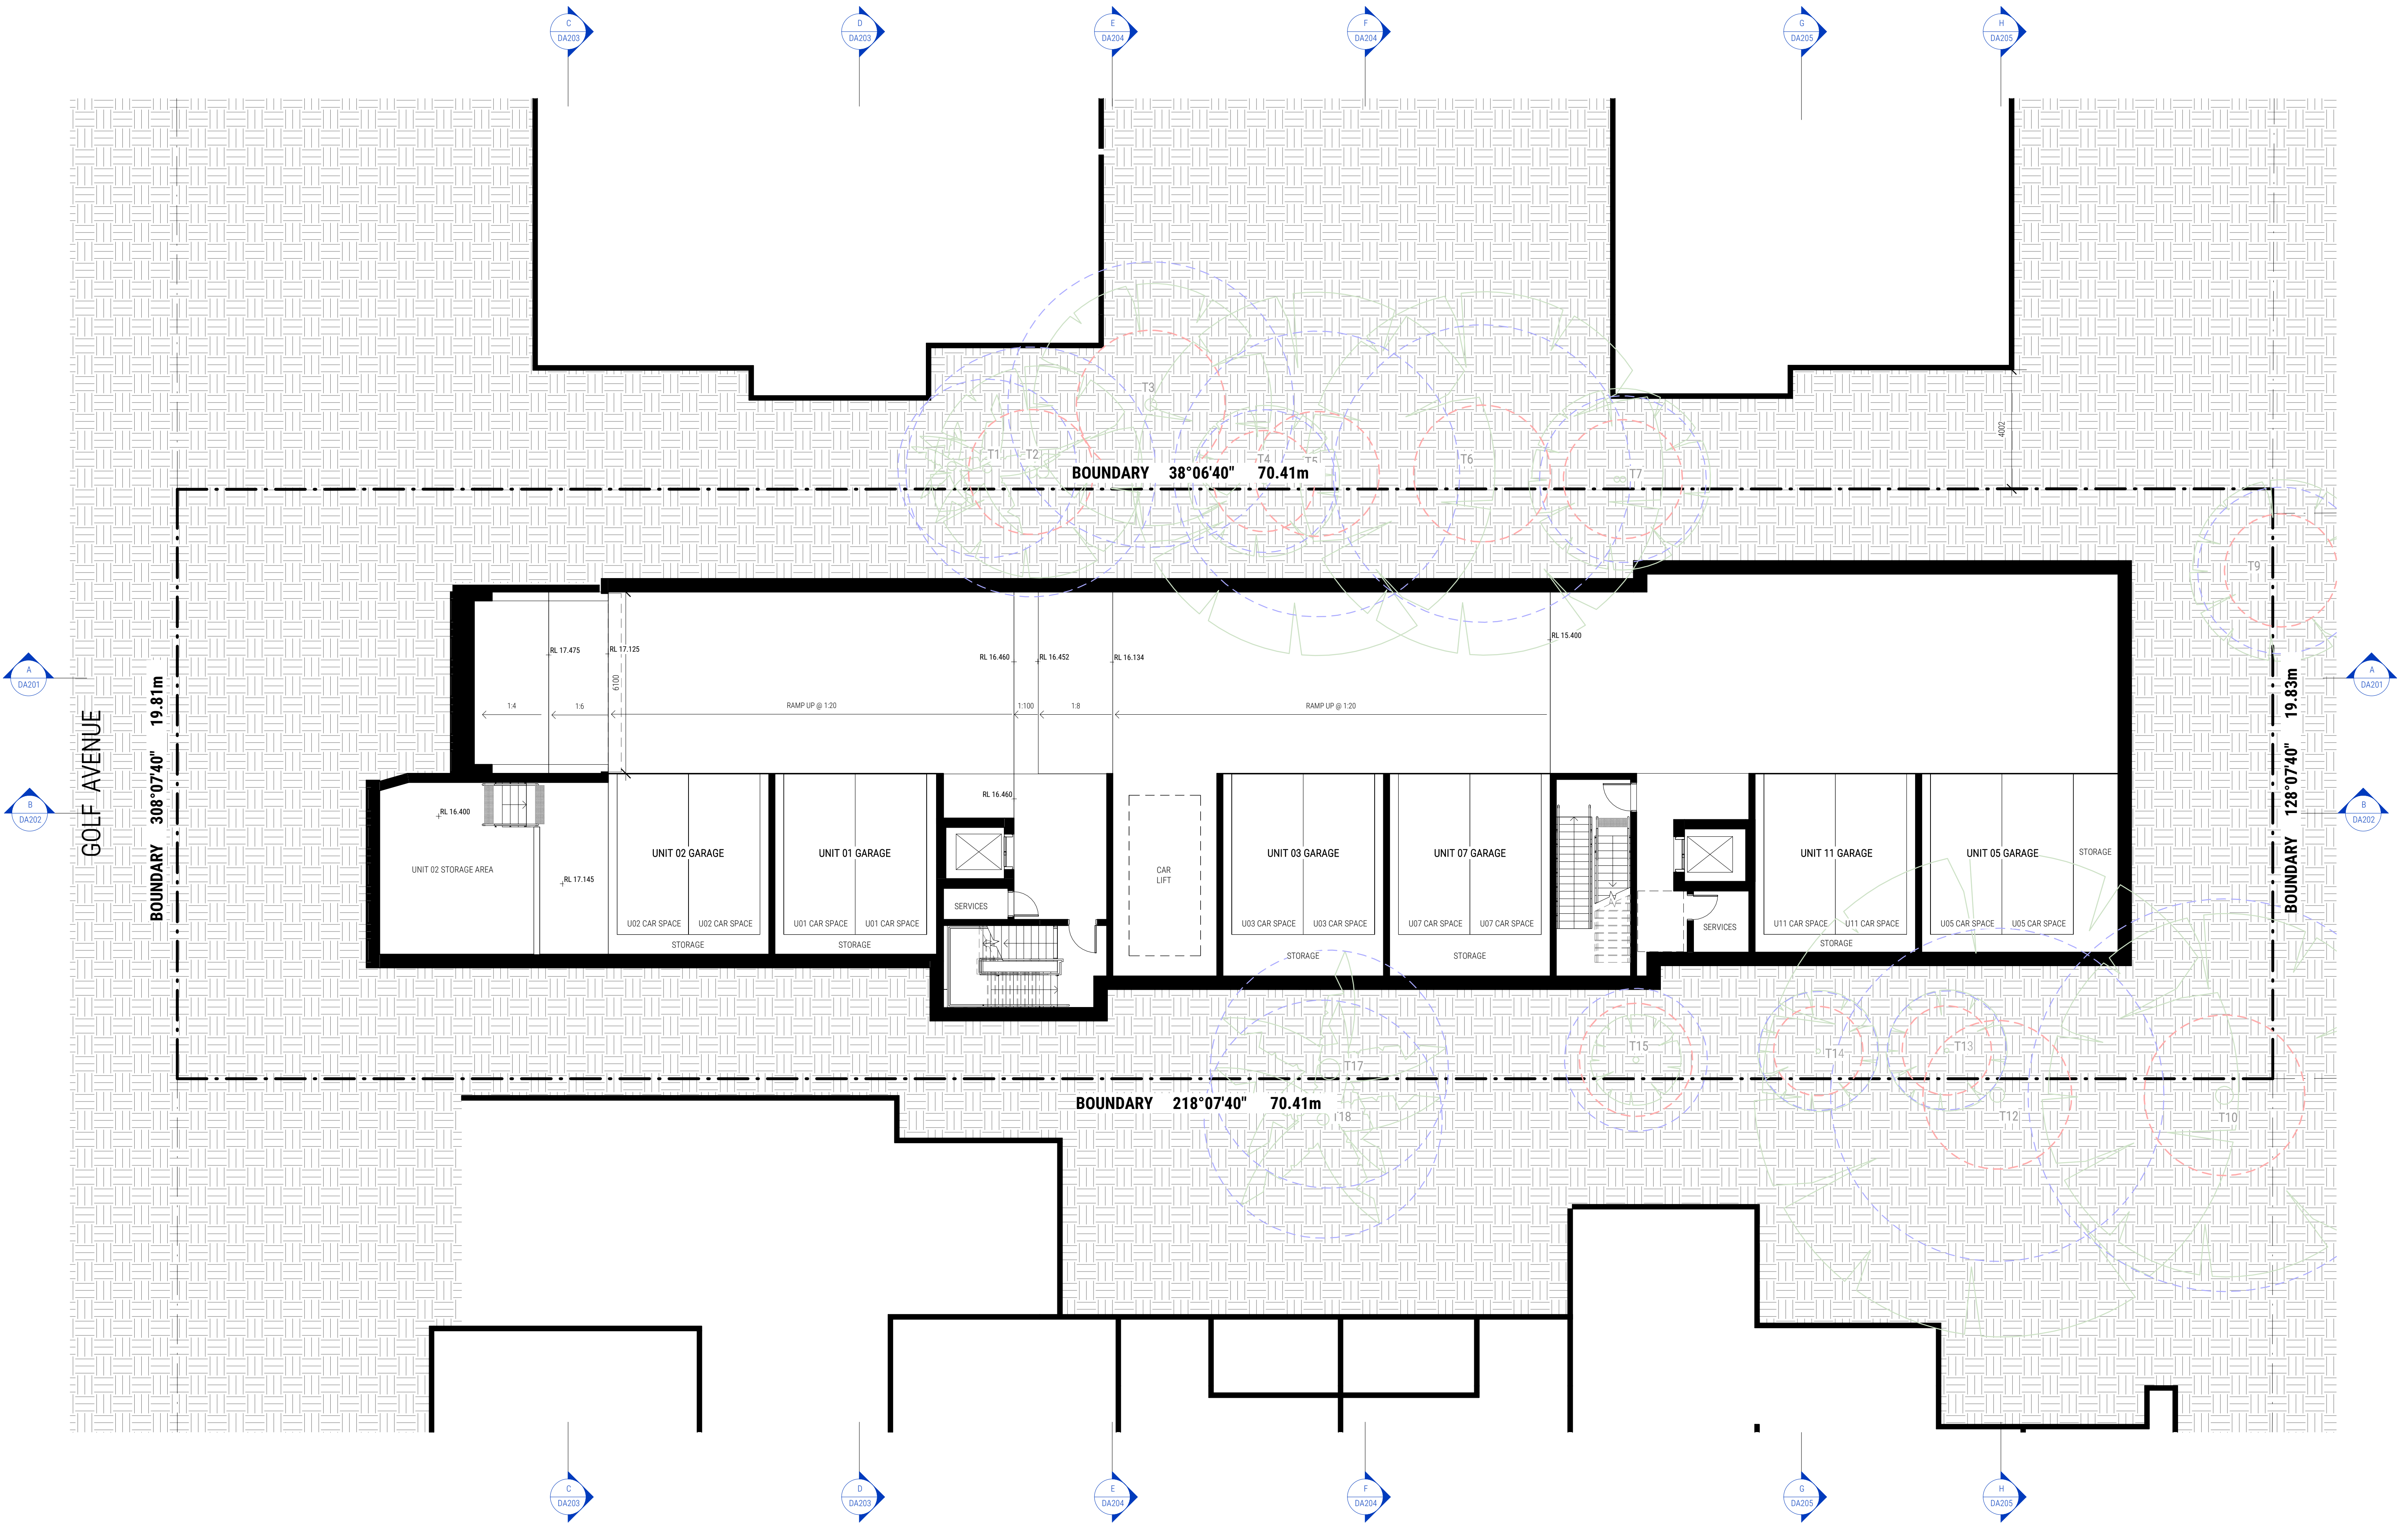 C
DA203
D
DA203
E
DA204
F
DA204
G
DA205
H
DA205
T3
4002
T1
T2
T4
T5
T6
T7
BOUNDARY 38°06'40" 70.41m
T9
RL 17.475
RL 17.125
RL 16.460
RL 16.452
RL 16.134
RL 15.400
A
DA201
A
DA201
6100
1:4
1:6
RAMP UP @ 1:20
1:100
1:8
RAMP UP @ 1:20
GOLF AVENUE
BOUNDARY 308°07'40" 19.81m
BOUNDARY 128°07'40" 19.83m
B
DA202
B
DA202
RL 16.400
RL 16.460
UNIT 02 STORAGE AREA
RL 17.145
UNIT 02 GARAGE
UNIT 01 GARAGE
CAR
LIFT
UNIT 03 GARAGE
UNIT 07 GARAGE
UNIT 11 GARAGE
UNIT 05 GARAGE
STORAGE
SERVICES
U02 CAR SPACE
U02 CAR SPACE
U01 CAR SPACE
U01 CAR SPACE
U03 CAR SPACE
U03 CAR SPACE
U07 CAR SPACE
U07 CAR SPACE
SERVICES
U11 CAR SPACE
U11 CAR SPACE
U05 CAR SPACE
U05 CAR SPACE
STORAGE
STORAGE
STORAGE
STORAGE
STORAGE
T17
T15
T14
T13
BOUNDARY 218°07'40" 70.41m
T18
T12
T10
C
DA203
D
DA203
E
DA204
F
DA204
G
DA205
H
DA205